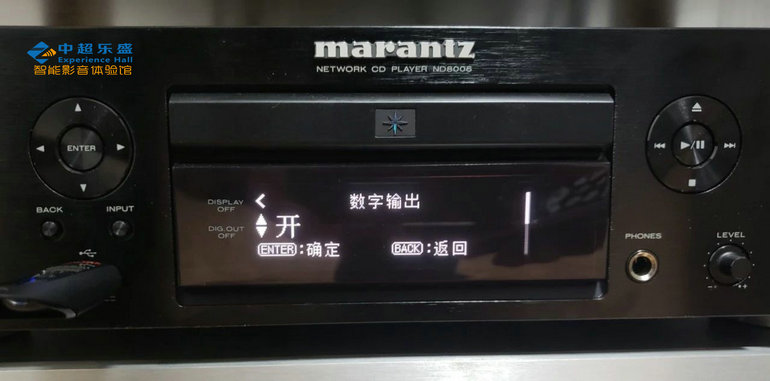 中超乐盛
Experience Hall
智能影音体验馆
marantz
NETWORK CD PLAYER ND8006
ENTER
BACK
INPUT
DISPLAY
OFF
DIG.OUT
OFF
数字输出
开
ENTER:确定
BACK:返回
PHONES
LEVEL